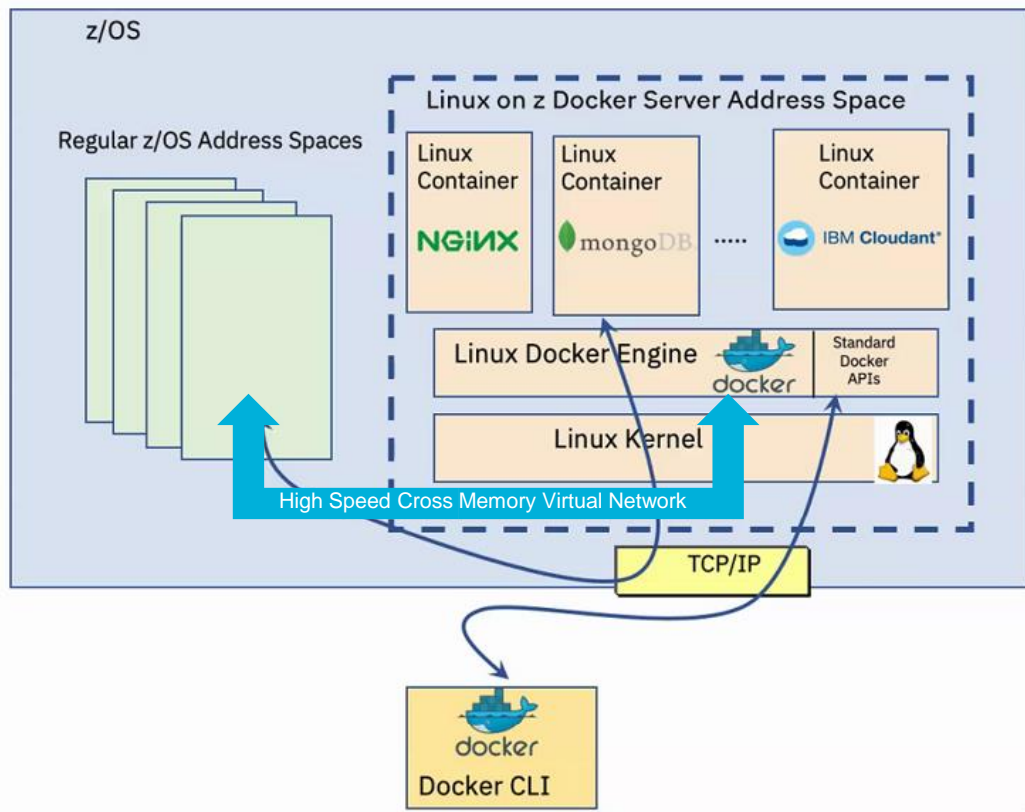 z/OS
Linux on z Docker Server Address Space
Regular z/OS Address Spaces
Linux
Container
NGiNX
Linux
Container
mongoDB
.....
Linux
Container
IBM Cloudant®
Linux Docker Engine
docker
Standard
Docker
APIs
Linux Kernel
High Speed Cross Memory Virtual Network
TCP/IP
docker
Docker CLI